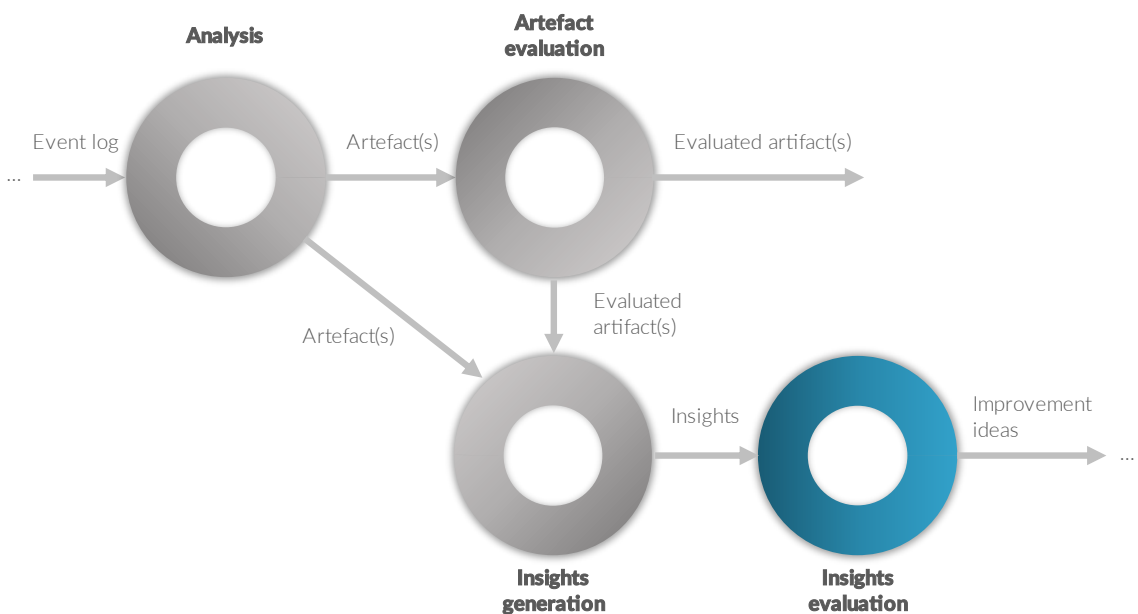 Analysis
Artefact
evaluation
Event log
Artefact(s)
Evaluated artifact(s)
...
Evaluated
artifact(s)
Artefact(s)
Insights
Improvement
ideas
...
Insights
generation
Insights
evaluation